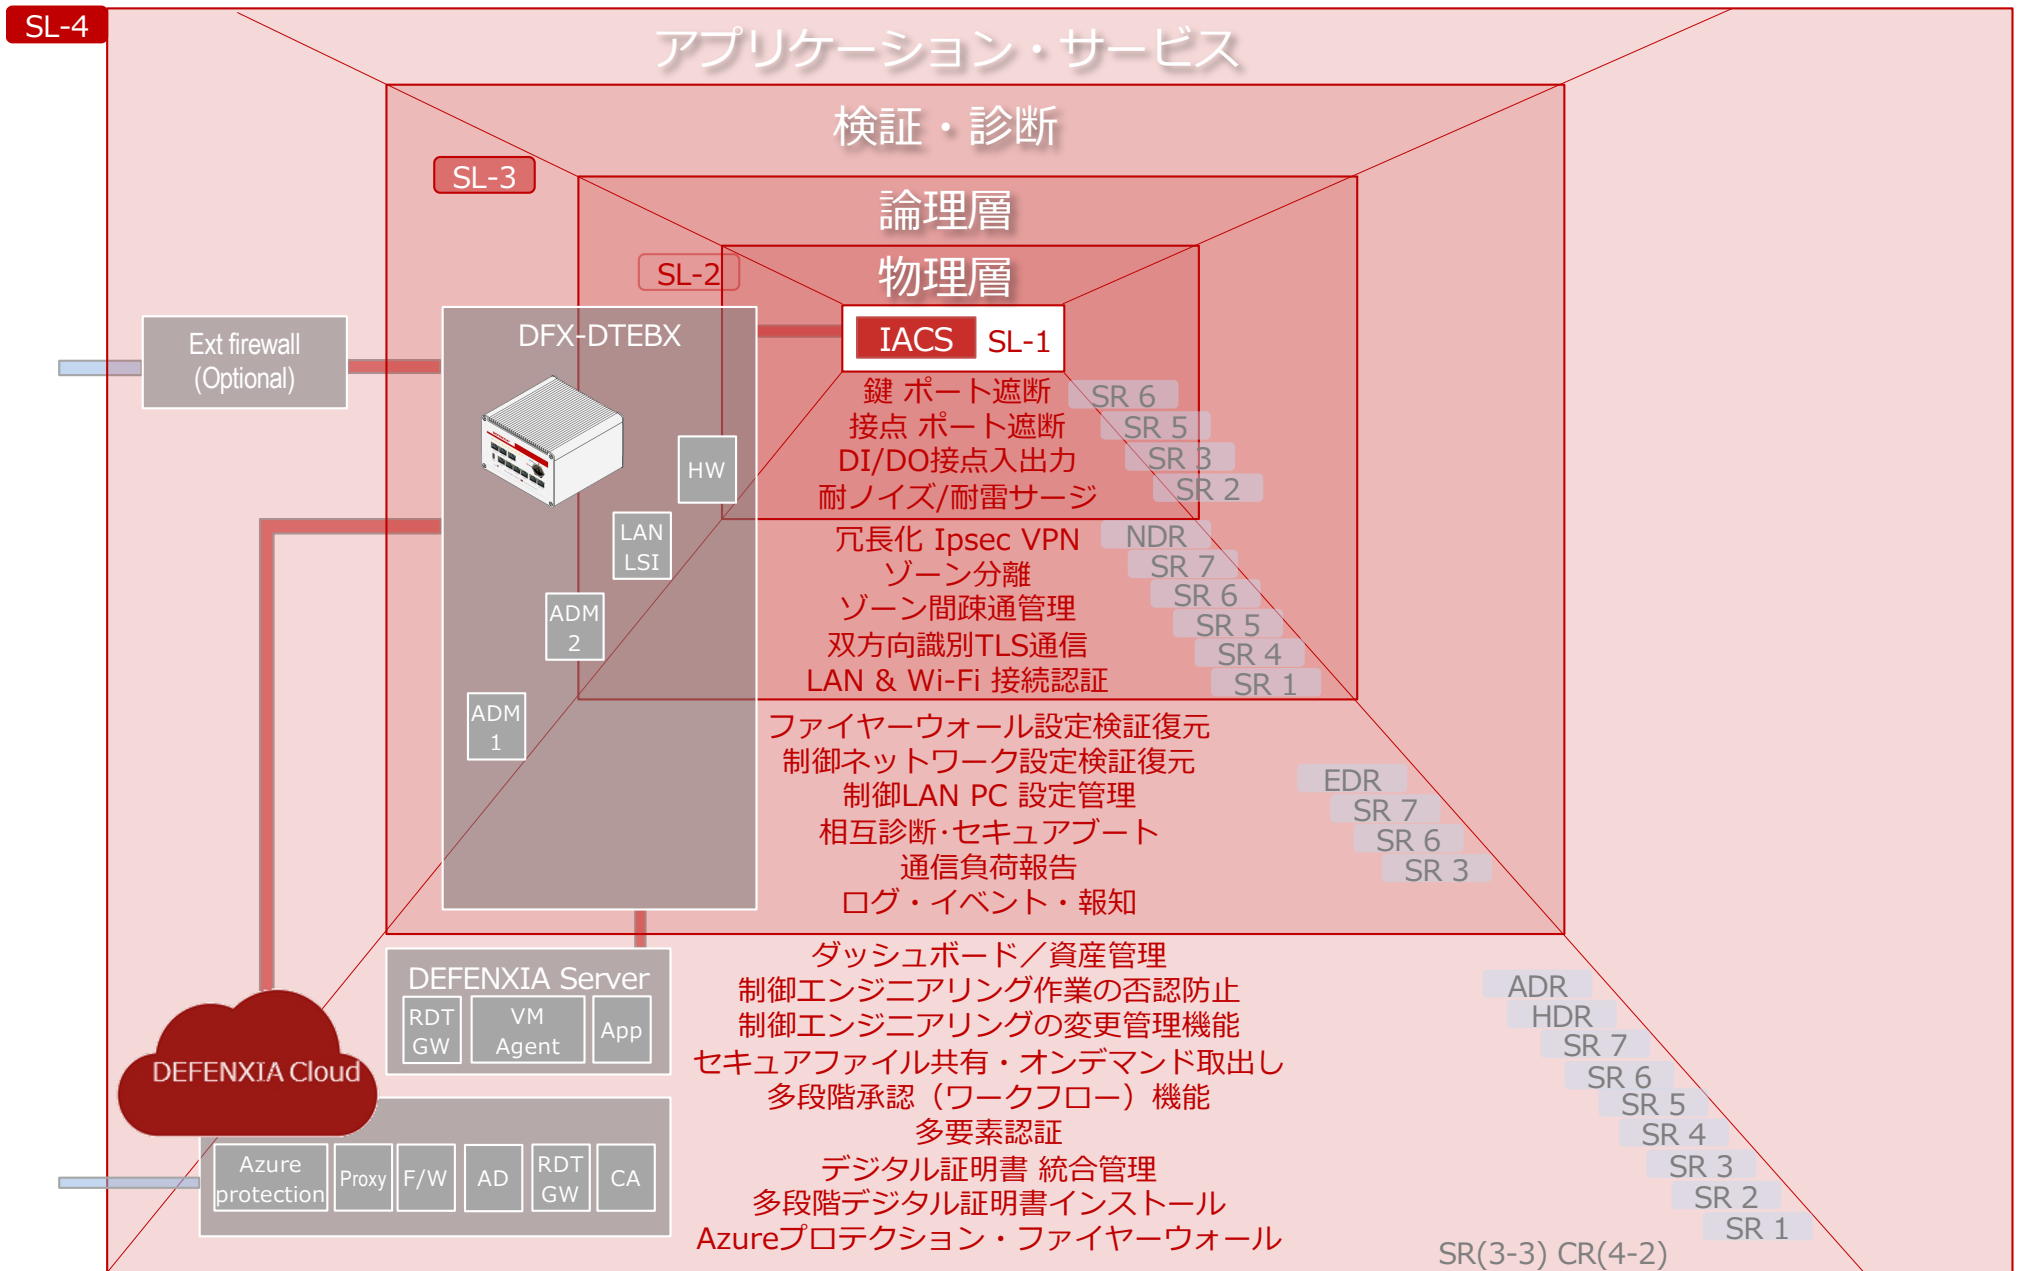 SL-4
アプリケーション・サービス
検証・診断
SL-3
論理層
SL-2
物理層
IACS
SL-1
Ext firewall
(Optional)
DFX-DTEBX
HW
LAN
LSI
ADM
2
ADM
1
鍵 ポート遮断
接点 ポート遮断
DI/DO接点入出力
耐ノイズ/耐雷サージ
SR 6
SR 5
SR 3
SR 2
冗長化 Ipsec VPN
ゾーン分離
ゾーン間疎通管理
双方向識別TLS通信
LAN & Wi-Fi 接続認証
NDR
SR 7
SR 6
SR 5
SR 4
SR 1
ファイヤーウォール設定検証復元
制御ネットワーク設定検証復元
制御LAN PC 設定管理
相互診断･セキュアブート
通信負荷報告
ログ・イベント・報知
EDR
SR 7
SR 6
SR 3
DEFENXIA Server
RDT
GW
VM
Agent
App
DEFENXIA Cloud
Azure
protection
Proxy
F/W
AD
RDT
GW
CA
ダッシュボード／資産管理
制御エンジニアリング作業の否認防止
制御エンジニアリングの変更管理機能
セキュアファイル共有・オンデマンド取出し
多段階承認（ワークフロー）機能
多要素認証
デジタル証明書 統合管理
多段階デジタル証明書インストール
Azureプロテクション・ファイヤーウォール
ADR
HDR
SR 7
SR 6
SR 5
SR 4
SR 3
SR 2
SR 1
SR(3-3) CR(4-2)